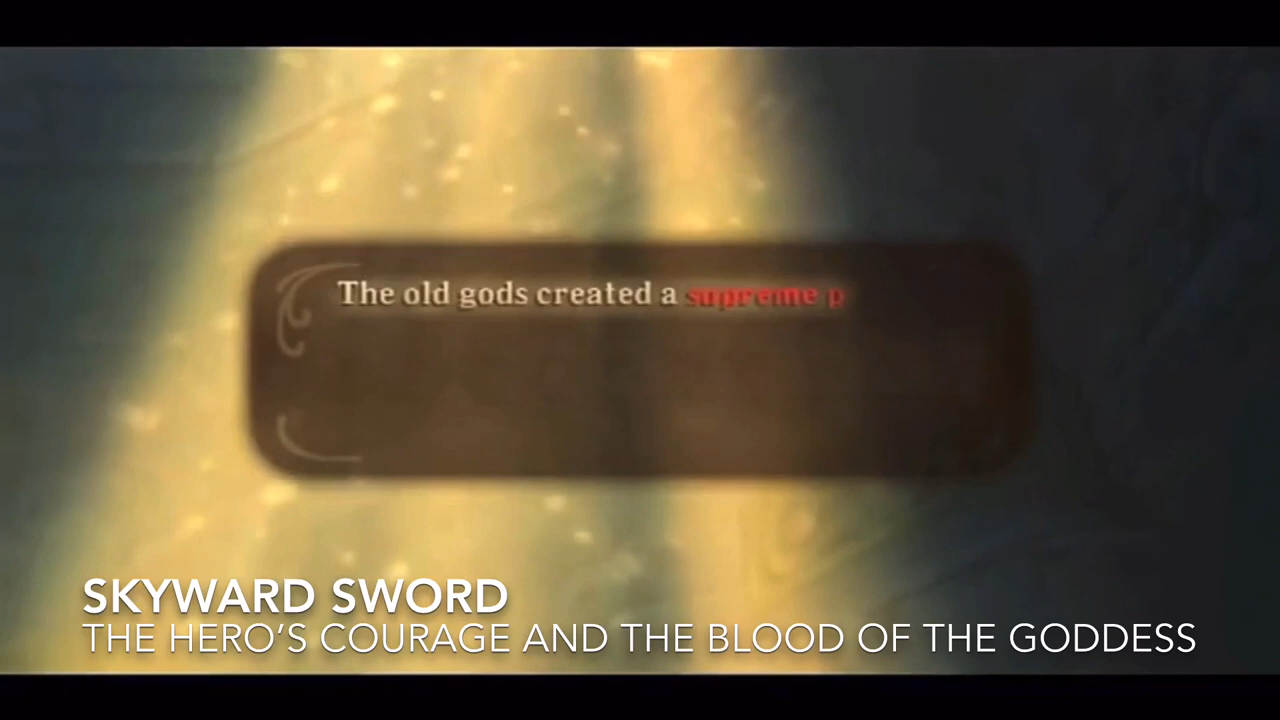 The old gods created a supreme p
SKYWARD SWORD
THE HERO'S COURAGE AND THE BLOOD OF THE GODDESS